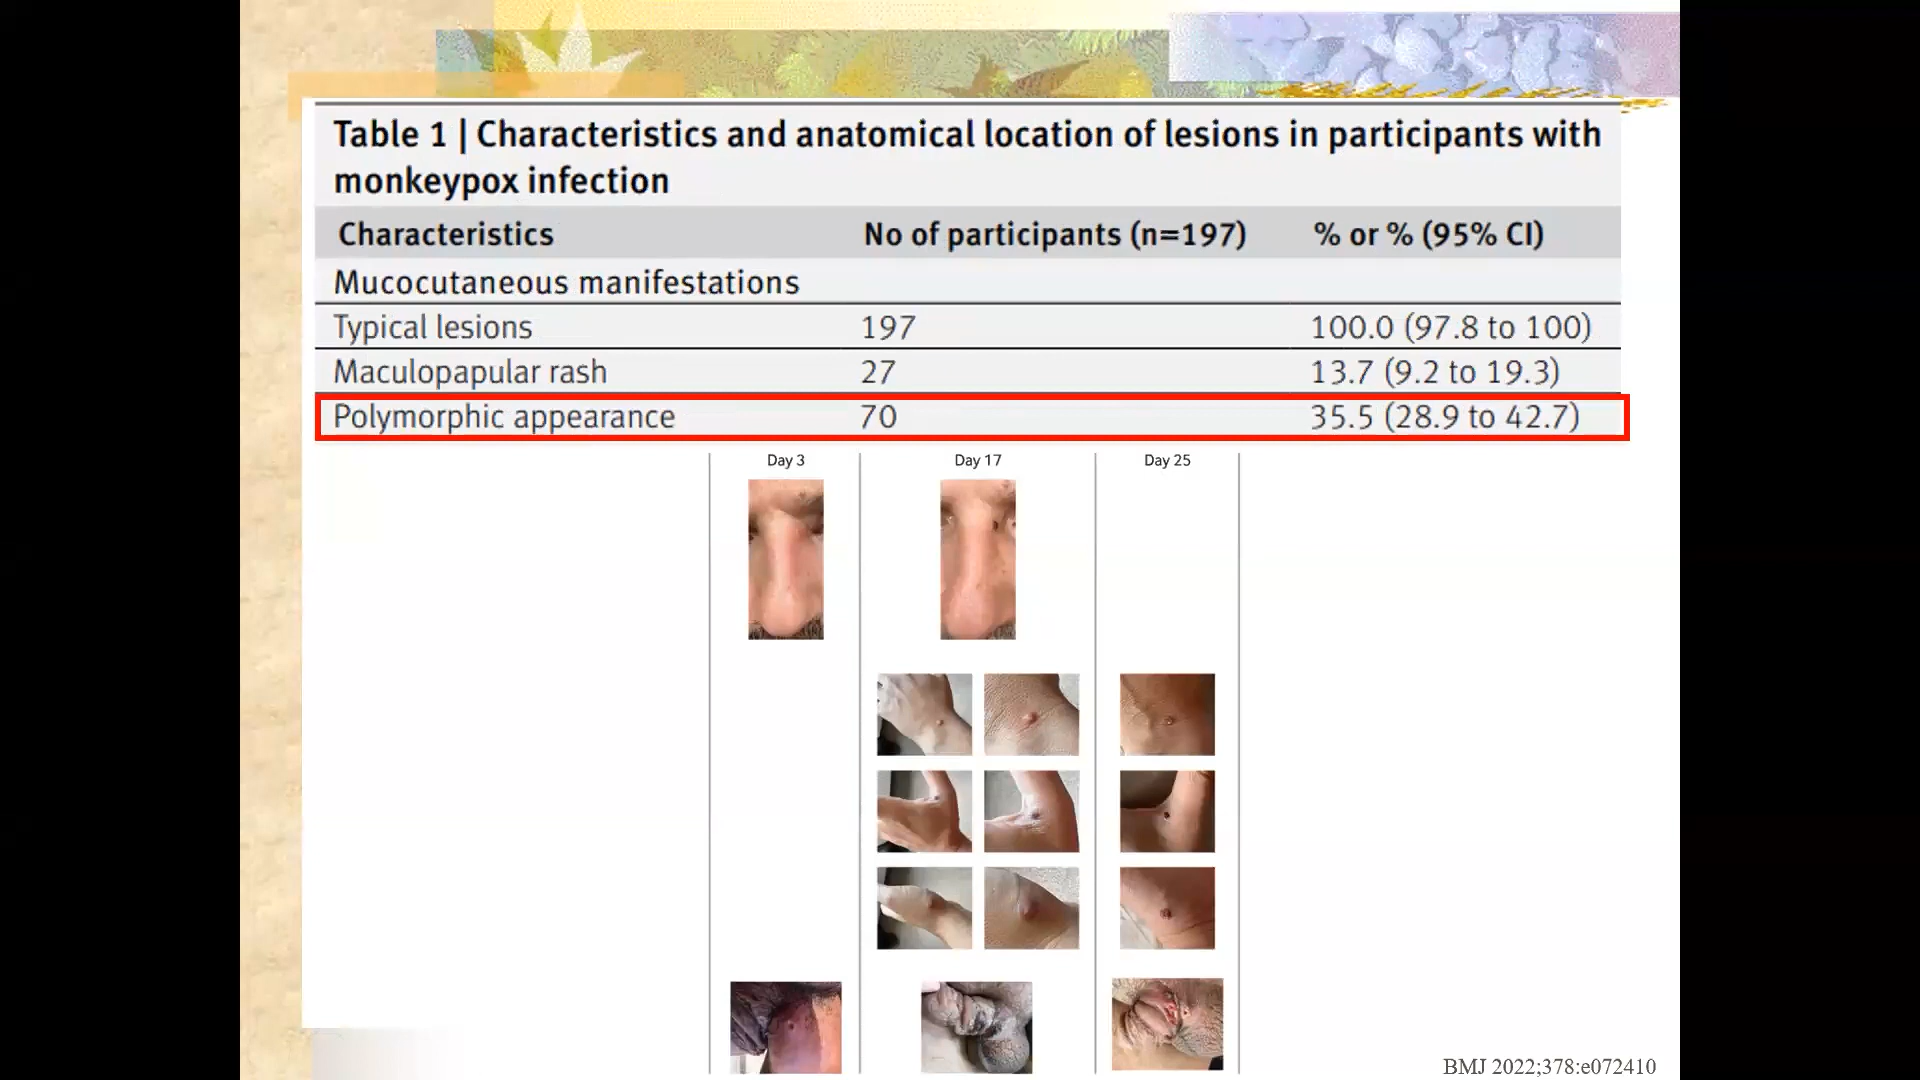 Table 1 | Characteristics and anatomical location of lesions in participants with
monkeypox infection
Characteristics No of participants (n=197) % or % (95% CI)
Mucocutaneous manifestations
Typical lesions 197 100.0 (97.8 to 100)
Maculopapular rash 27 13.7 (9.2 to 19.3)
Polymorphic appearance 70 35.5 (28.9 to 42.7)
Day 3 Day 17 Day 25
BMJ 2022;378:e072410